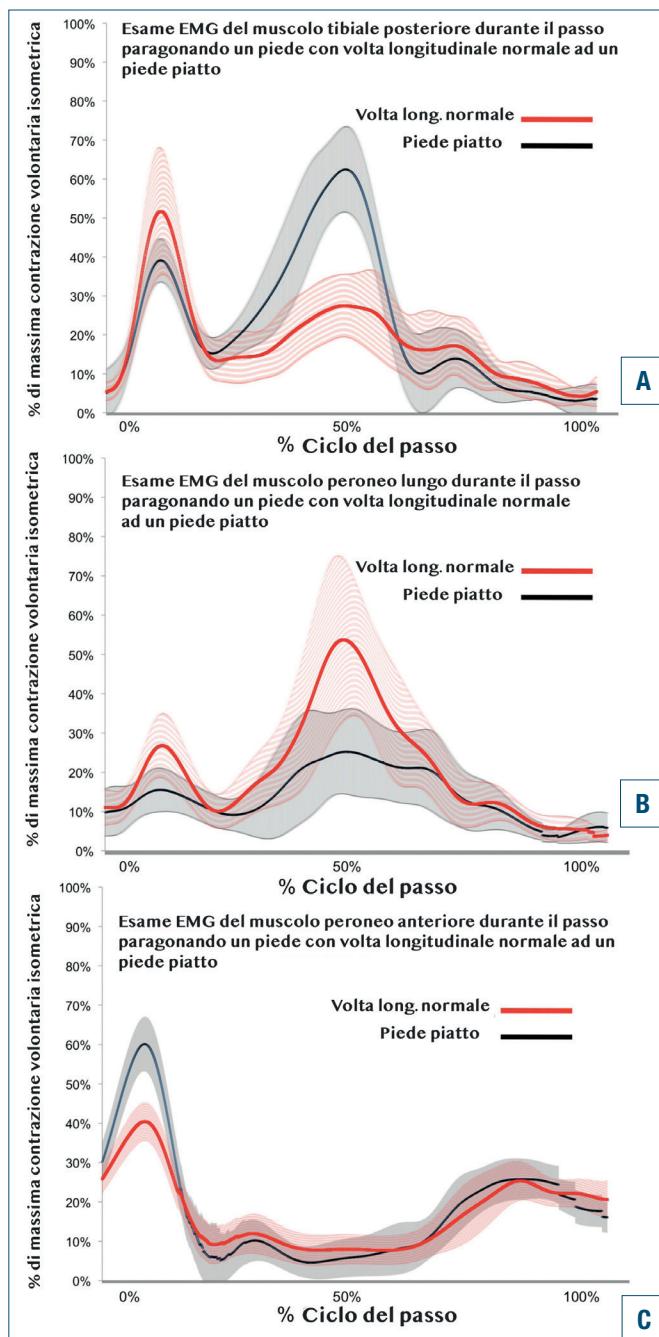 Esame EMG del muscolo tibiale posteriore durante il passo
paragonando un piede con volta longitudinale normale ad un
piede piatto
% di massima contrazione volontaria isometrica
100%
90%
80%
70%
60%
50%
40%
30%
20%
10%
0%
Volta long. normale
Piede piatto
0%
50%
100%
% Ciclo del passo
A
Esame EMG del muscolo peroneo lungo durante il passo
paragonando un piede con volta longitudinale normale
ad un piede piatto
% di massima contrazione volontaria isometrica
100%
90%
80%
70%
60%
50%
40%
30%
20%
10%
0%
Volta long. normale
Piede piatto
0%
50%
100%
% Ciclo del passo
B
Esame EMG del muscolo peroneo anteriore durante il passo
paragonando un piede con volta longitudinale normale ad un
piede piatto
% di massima contrazione volontaria isometrica
100%
90%
80%
70%
60%
50%
40%
30%
20%
10%
0%
Volta long. normale
Piede piatto
0%
50%
100%
% Ciclo del passo
C